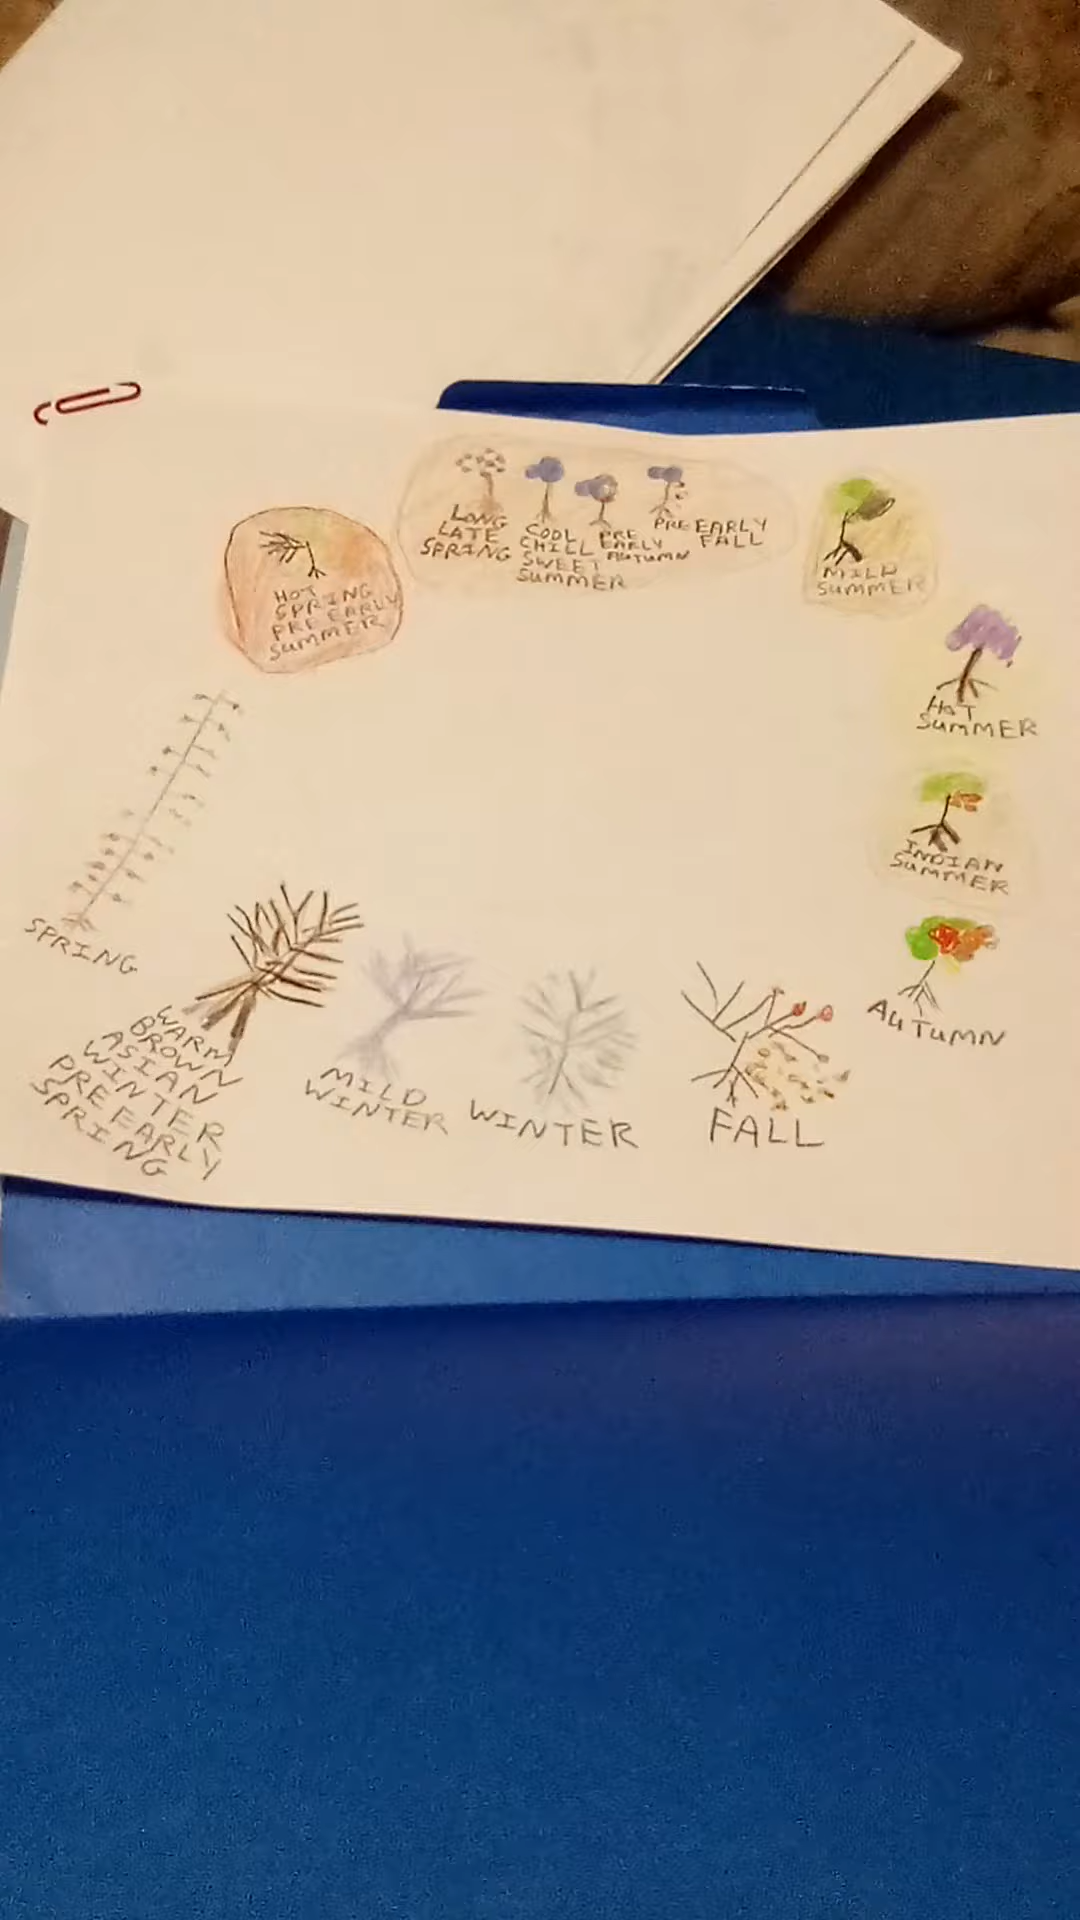 LONG
LATE
SPRING
COOL
CHILL
SWEET
SUMMER
PRE
EARLY
AUTUMN
PRE EARLY
FALL
MILD
SUMMER
HOT
SPRING
PRE EARLY
SUMMER
HOT
SUMMER
INDIAN
SUMMER
AUTUMN
SPRING
WARM
BROWN
ASIAN
WINTER
PRE EARLY
SPRING
MILD
WINTER
WINTER
FALL